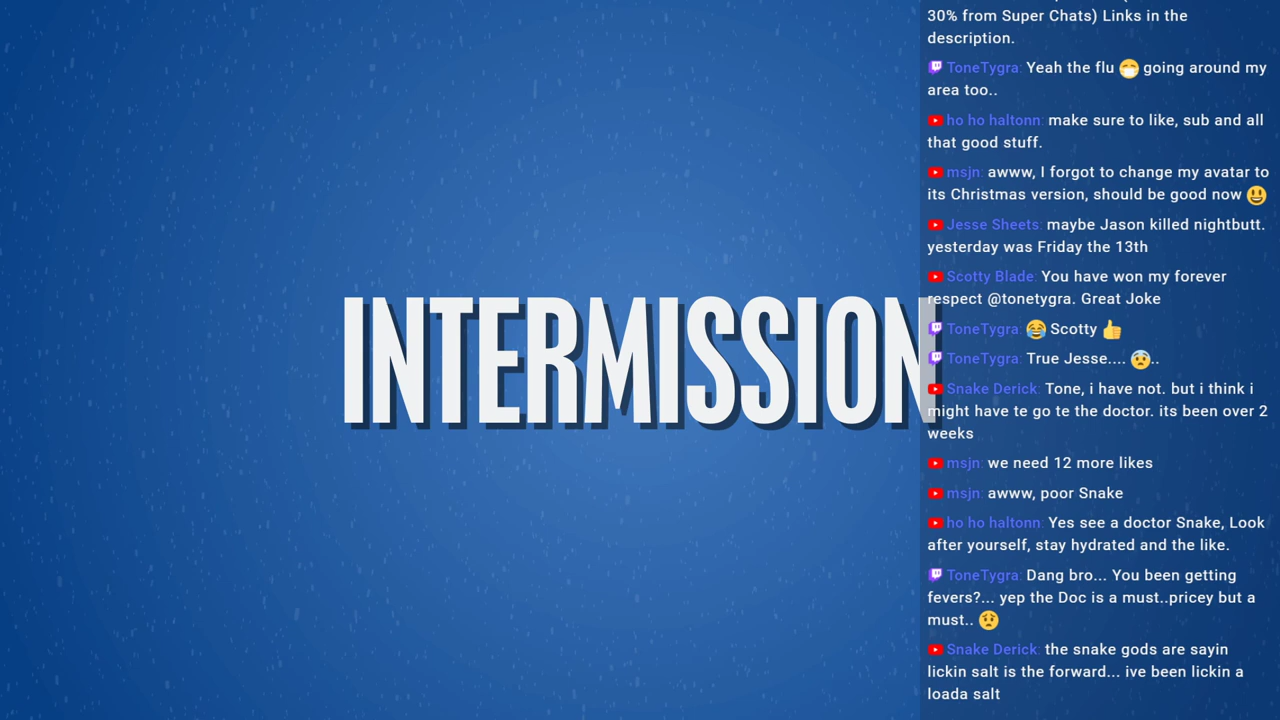 INTERMISSION
30% from Super Chats) Links in the
description.
ToneTygra: Yeah the flu 😷 going around my
area too..
ho ho haltonn: make sure to like, sub and all
that good stuff.
msjn: awww, I forgot to change my avatar to
its Christmas version, should be good now 😃
Jesse Sheets: maybe Jason killed nightbutt.
yesterday was Friday the 13th
Scotty Blade: You have won my forever
respect @tonetygra. Great Joke
ToneTygra: 😂 Scotty 👍
ToneTygra: True Jesse.... 😰..
Snake Derick: Tone, i have not. but i think i
might have te go te the doctor. its been over 2
weeks
msjn: we need 12 more likes
msjn: awww, poor Snake
ho ho haltonn: Yes see a doctor Snake, Look
after yourself, stay hydrated and the like.
ToneTygra: Dang bro... You been getting
fevers?... yep the Doc is a must..pricey but a
must.. 😟
Snake Derick: the snake gods are sayin
lickin salt is the forward... ive been lickin a
loada salt